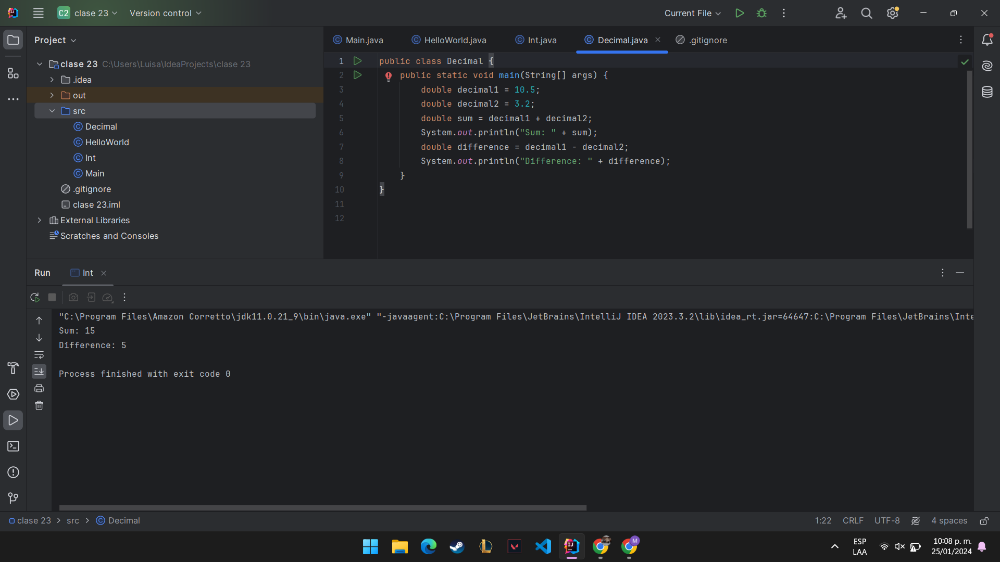 C2 clase 23 Version control Current File
Project
Main.java HelloWorld.java Int.java Decimal.java .gitignore
clase 23 C:\Users\Luisa\IdeaProjects\clase 23
.idea
out
src
Decimal
HelloWorld
Int
Main
.gitignore
clase 23.iml
External Libraries
Scratches and Consoles
1 public class Decimal {
2 public static void main(String[] args) {
3 double decimal1 = 10.5;
4 double decimal2 = 3.2;
5 double sum = decimal1 + decimal2;
6 System.out.println("Sum: " + sum);
7 double difference = decimal1 - decimal2;
8 System.out.println("Difference: " + difference);
9 }
10 }
11
12
Run Int
"C:\Program Files\Amazon Corretto\jdk11.0.21_9\bin\java.exe" "-javaagent:C:\Program Files\JetBrains\IntelliJ IDEA 2023.3.2\lib\idea_rt.jar=64647:C:\Program Files\JetBrains\Inte
Sum: 15
Difference: 5
Process finished with exit code 0
clase 23 src Decimal 1:22 CRLF UTF-8 4 spaces
ESP
LAA
10:08 p. m.
25/01/2024